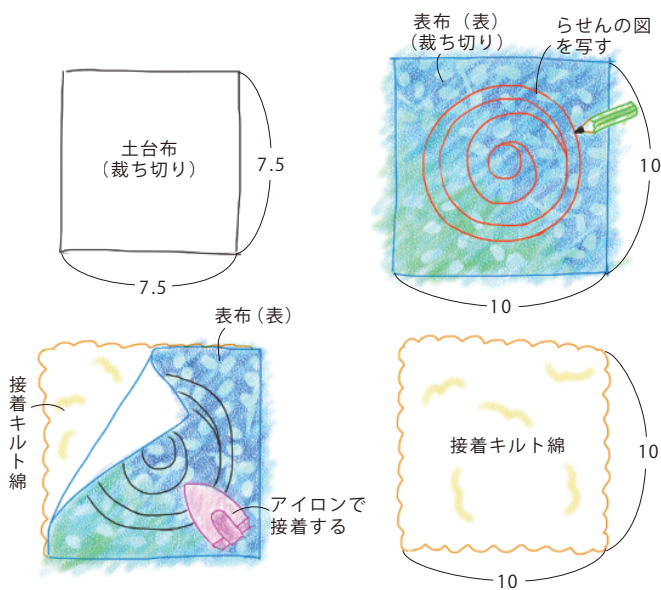 土台布
(裁ち切り)
7.5
7.5
表布(表)
(裁ち切り)
らせんの図
を写す
10
10
表布(表)
接着キルト綿
アイロンで
接着する
接着キルト綿
10
10